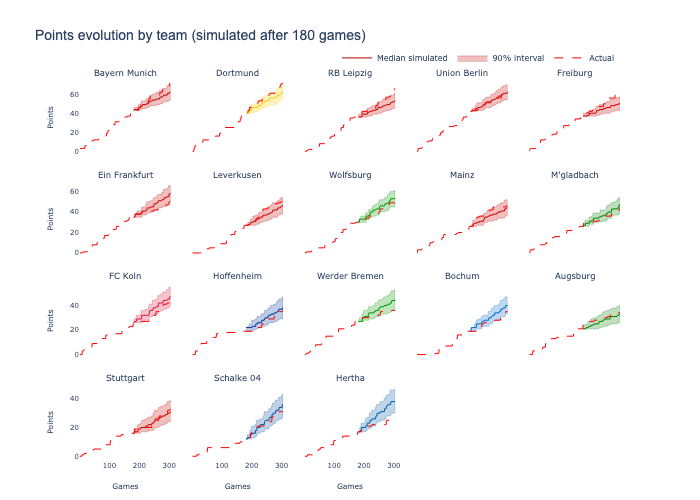 Points evolution by team (simulated after 180 games)
Median simulated 90% interval Actual
Bayern Munich Dortmund RB Leipzig Union Berlin Freiburg
Points
60
40
20
0
Ein Frankfurt Leverkusen Wolfsburg Mainz M'gladbach
Points
60
40
20
0
FC Koln Hoffenheim Werder Bremen Bochum Augsburg
Points
40
20
0
Stuttgart Schalke 04 Hertha
Points
40
20
0
100 200 300 100 200 300 100 200 300
Games Games Games